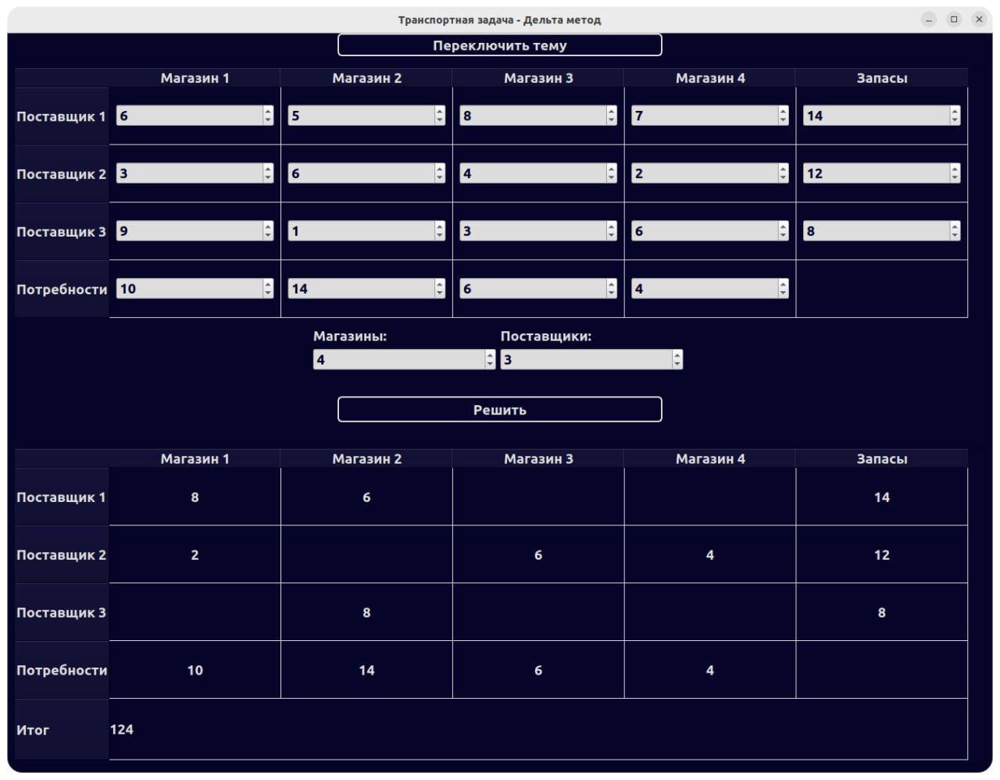 Транспортная задача - Дельта метод
Переключить тему
Магазин 1 Магазин 2 Магазин 3 Магазин 4 Запасы
Поставщик 1 6 5 8 7 14
Поставщик 2 3 6 4 2 12
Поставщик 3 9 1 3 6 8
Потребности 10 14 6 4
Магазины: Поставщики:
4 3
Решить
Магазин 1 Магазин 2 Магазин 3 Магазин 4 Запасы
Поставщик 1 8 6 14
Поставщик 2 2 6 4 12
Поставщик 3 8 8
Потребности 10 14 6 4
Итог 124